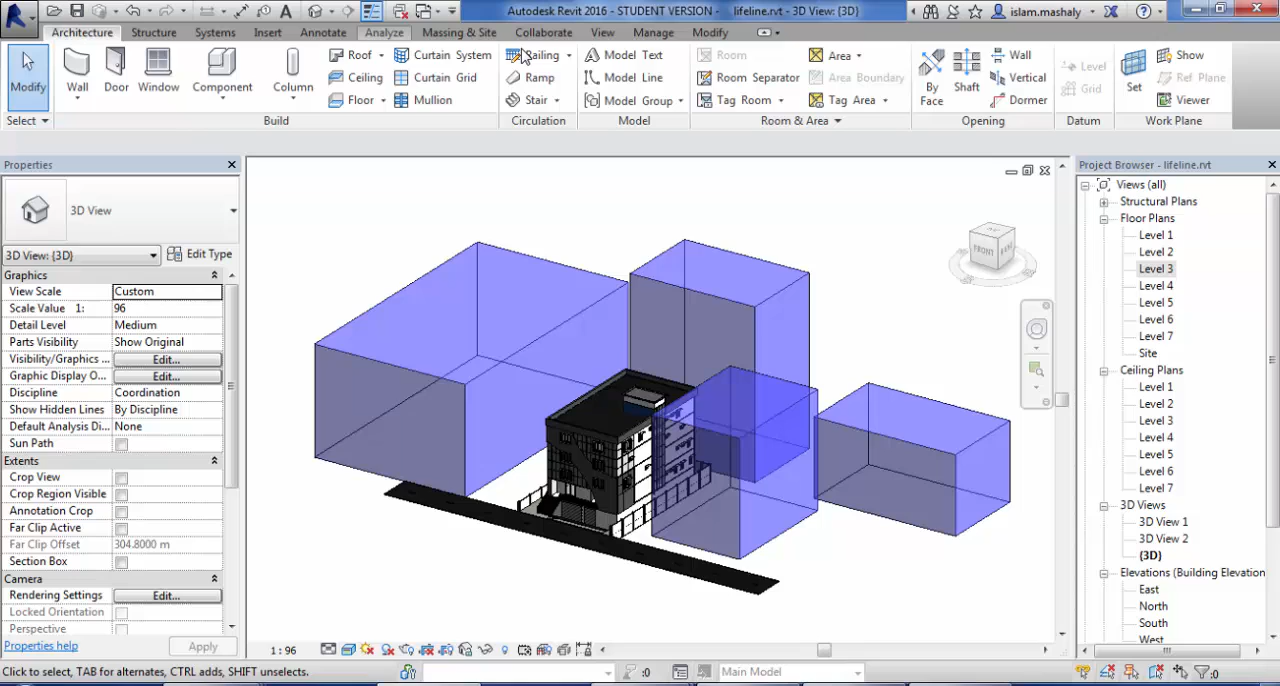 Autodesk Revit 2016 - STUDENT VERSION - lifeline.rvt - 3D View: {3D}
islam.mashaly
Architecture Structure Systems Insert Annotate Analyze Massing & Site Collaborate View Manage Modify
Modify
Select
Wall
Door
Window
Component
Column
Roof
Ceiling
Floor
Curtain System
Curtain Grid
Mullion
Build
Railing
Ramp
Stair
Circulation
Model Text
Model Line
Model Group
Model
Room
Room Separator
Tag Room
Area
Area Boundary
Tag Area
Room & Area
By
Face
Shaft
Wall
Vertical
Dormer
Opening
Level
Grid
Datum
Set
Show
Ref Plane
Viewer
Work Plane
Properties
3D View
3D View: {3D}
Edit Type
Graphics
View Scale Custom
Scale Value 1: 96
Detail Level Medium
Parts Visibility Show Original
Visibility/Graphics ... Edit...
Graphic Display O... Edit...
Discipline Coordination
Show Hidden Lines By Discipline
Default Analysis Di... None
Sun Path
Extents
Crop View
Crop Region Visible
Annotation Crop
Far Clip Active
Far Clip Offset 304.8000 m
Section Box
Camera
Rendering Settings Edit...
Locked Orientation
Perspective
Properties help
Apply
FRONT
1 : 96
Project Browser - lifeline.rvt
Views (all)
Structural Plans
Floor Plans
Level 1
Level 2
Level 3
Level 4
Level 5
Level 6
Level 7
Site
Ceiling Plans
Level 1
Level 2
Level 3
Level 4
Level 5
Level 6
Level 7
3D Views
3D View 1
3D View 2
{3D}
Elevations (Building Elevation
East
North
South
West
Click to select, TAB for alternates, CTRL adds, SHIFT unselects.
:0
Main Model
:0